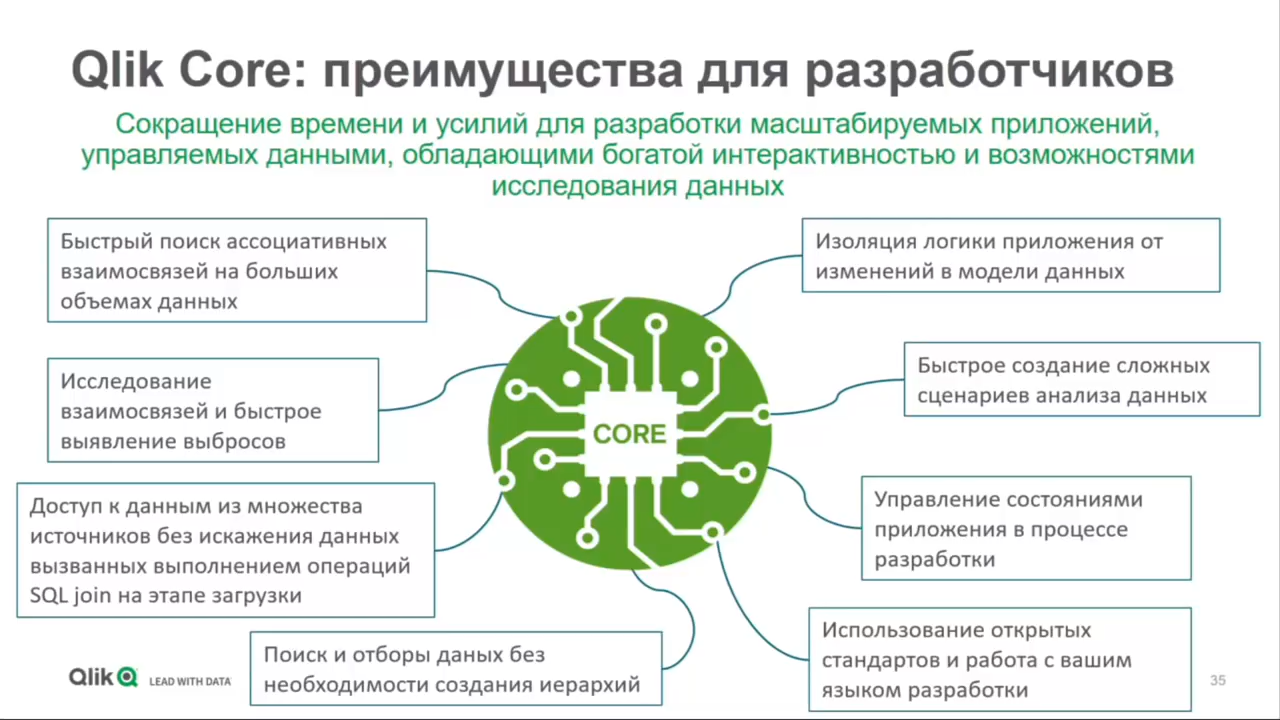 Qlik Core: преимущества для разработчиков
Сокращение времени и усилий для разработки масштабируемых приложений,
управляемых данными, обладающими богатой интерактивностью и возможностями
исследования данных
Быстрый поиск ассоциативных
взаимосвязей на больших
объемах данных
Исследование
взаимосвязей и быстрое
выявление выбросов
Доступ к данным из множества
источников без искажения данных
вызванных выполнением операций
SQL join на этапе загрузки
Поиск и отборы даных без
необходимости создания иерархий
CORE
Изоляция логики приложения от
изменений в модели данных
Быстрое создание сложных
сценариев анализа данных
Управление состояниями
приложения в процессе
разработки
Использование открытых
стандартов и работа с вашим
языком разработки
Qlik LEAD WITH DATA
35